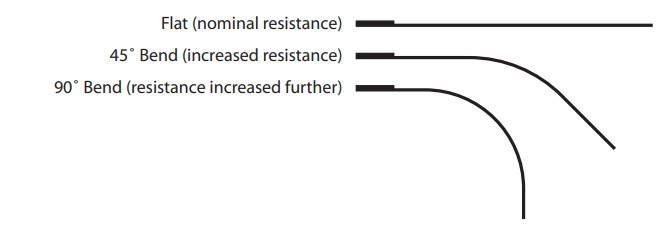 Flat (nominal resistance)
45˚ Bend (increased resistance)
90˚ Bend (resistance increased further)